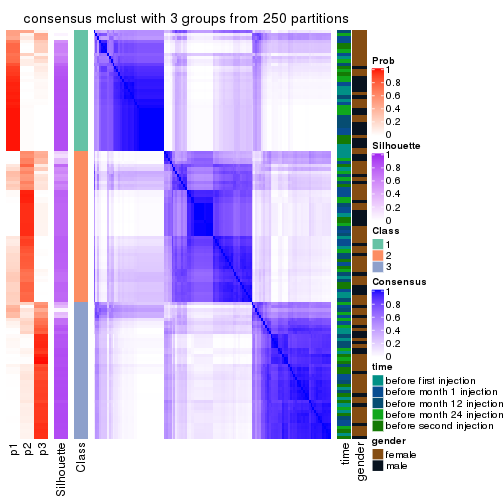 consensus mclust with 3 groups from 250 partitions
Prob
1
0.8
0.6
0.4
0.2
0
Silhouette
1
0.8
0.6
0.4
0.2
0
Class
1
2
3
Consensus
1
0.8
0.6
0.4
0.2
0
time
before first injection
before month 1 injection
before month 12 injection
before month 24 injection
before second injection
gender
female
male
p1
p2
p3
Silhouette
Class
time
gender